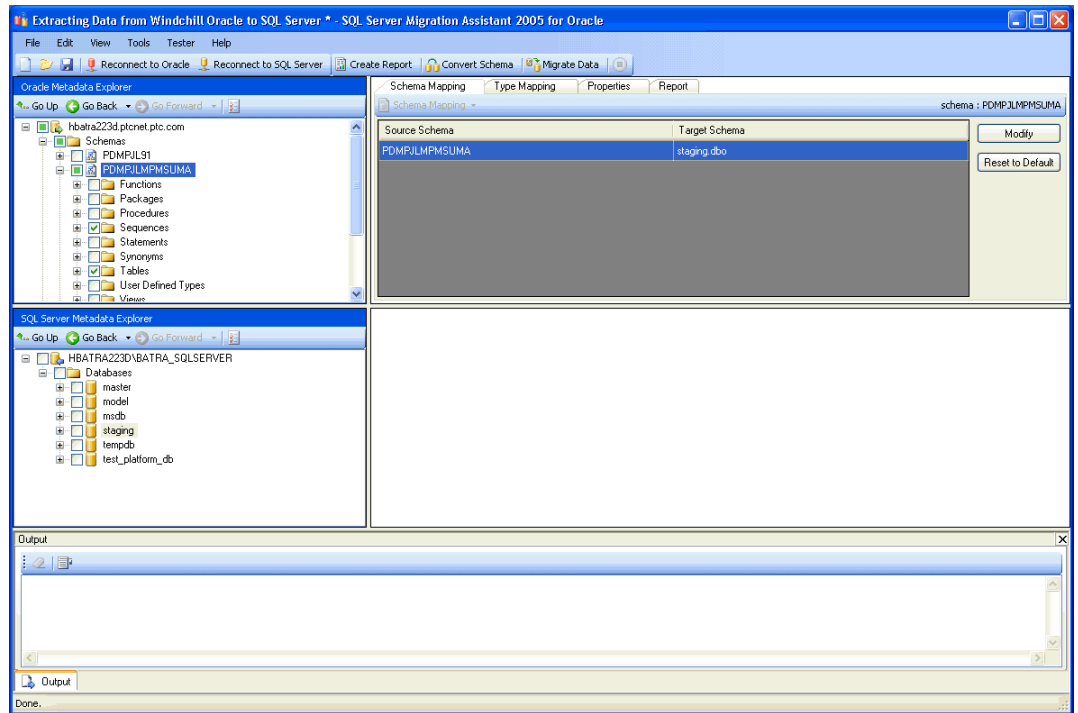 Extracting Data from Windchill Oracle to SQL Server * - SQL Server Migration Assistant 2005 for Oracle
File Edit View Tools Tester Help
Reconnect to Oracle Reconnect to SQL Server Create Report Convert Schema Migrate Data
Oracle Metadata Explorer
Go Up Go Back Go Forward
hbatra223d.ptcnet.ptc.com
Schemas
PDMPJL91
PDMPJLMPMSUMA
Functions
Packages
Procedures
Sequences
Statements
Synonyms
Tables
User Defined Types
Views
Schema Mapping Type Mapping Properties Report
Schema Mapping schema : PDMPJLMPMSUMA
Source Schema Target Schema
PDMPJLMPMSUMA staging.dbo
Modify
Reset to Default
SQL Server Metadata Explorer
Go Up Go Back Go Forward
HBATRA223D\BATRA_SQLSERVER
Databases
master
model
msdb
staging
tempdb
test_platform_db
Output
Output
Done.